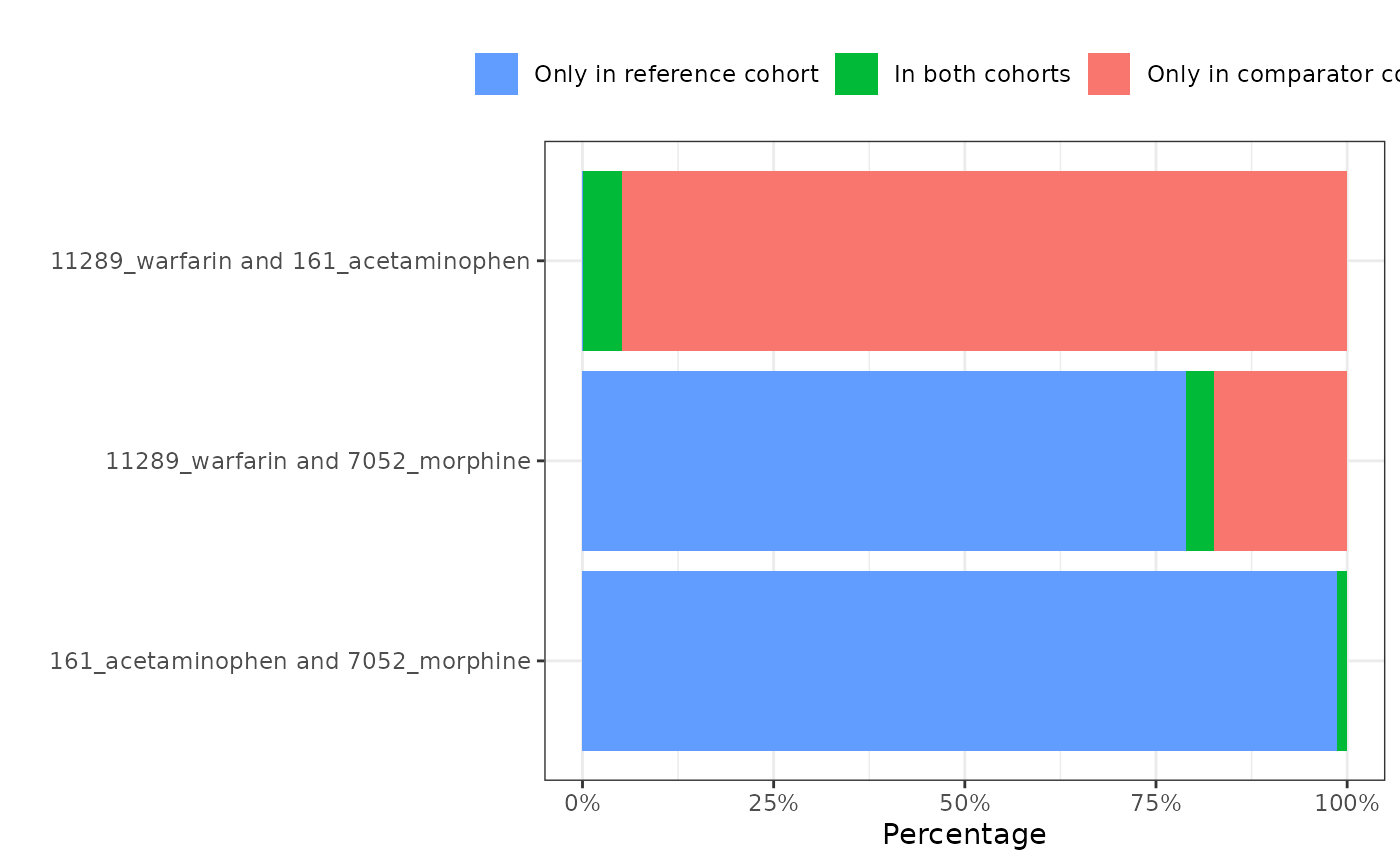 Only in reference cohort In both cohorts Only in comparator
11289_warfarin and 161_acetaminophen
11289_warfarin and 7052_morphine
161_acetaminophen and 7052_morphine
0% 25% 50% 75% 100%
Percentage